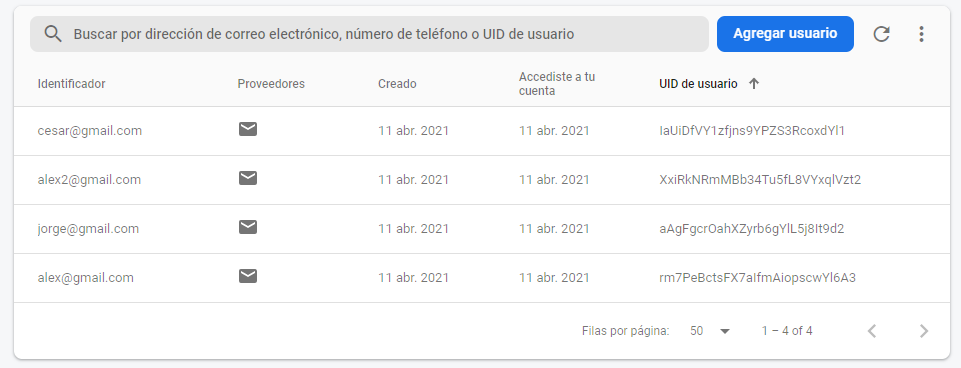 Buscar por dirección de correo electrónico, número de teléfono o UID de usuario
Agregar usuario
Identificador Proveedores Creado Accediste a tu cuenta UID de usuario
cesar@gmail.com 11 abr. 2021 11 abr. 2021 IaUiDfVY1zfjns9YPZS3RcoxdYl1
alex2@gmail.com 11 abr. 2021 11 abr. 2021 XxiRkNRmMBb34Tu5fL8VYxqlVzt2
jorge@gmail.com 11 abr. 2021 11 abr. 2021 aAgFgcrOahXZyrb6gYlL5j8It9d2
alex@gmail.com 11 abr. 2021 11 abr. 2021 rm7PeBctsFX7aIfmAiopscwYl6A3
Filas por página: 50 1 – 4 of 4